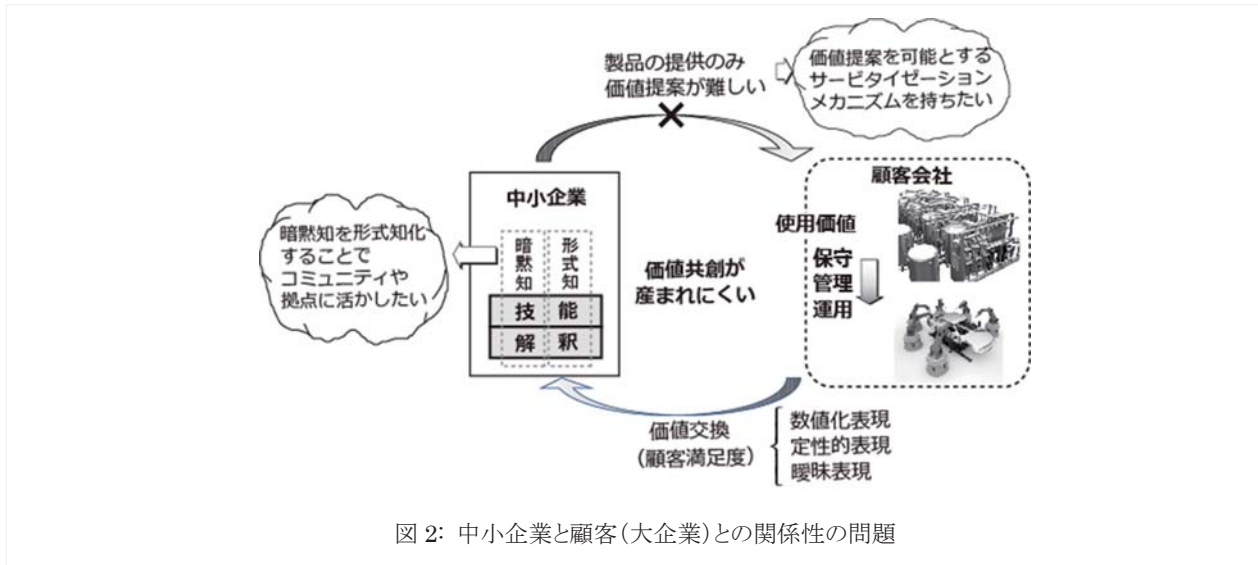 製品の提供のみ
価値提案が難しい
価値提案を可能とする
サービタイゼーション
メカニズムを持ちたい
中小企業
暗黙知
形式知
技能
解釈
暗黙知を形式知化
することで
コミュニティや
拠点に活かしたい
価値共創が
産まれにくい
顧客会社
使用価値
保守
管理
運用
価値交換
(顧客満足度)
数値化表現
定性的表現
曖昧表現
図 2: 中小企業と顧客(大企業)との関係性の問題